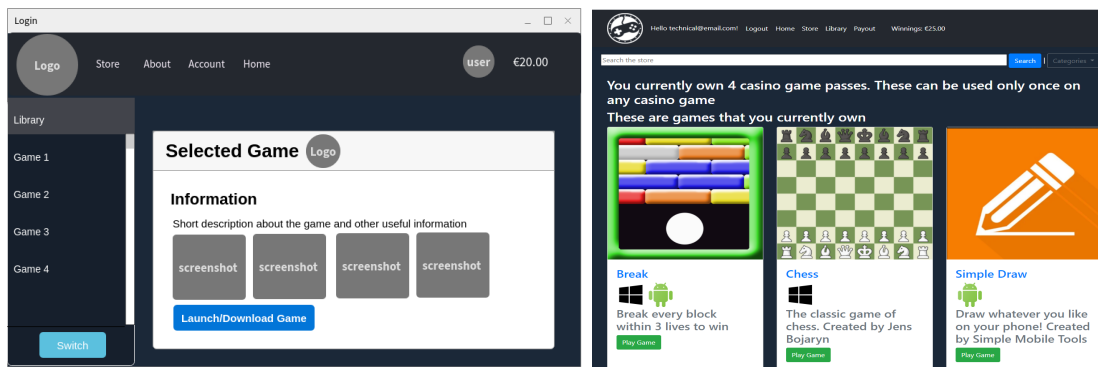 Login
Logo Store About Account Home user €20.00
Library
Game 1
Game 2
Game 3
Game 4
Switch
Selected Game Logo
Information
Short description about the game and other useful information
screenshot screenshot screenshot screenshot
Launch/Download Game
Hello technical@email.com! Logout Home Store Library Payout Winnings: €25.00
Search the store Search | Categories
You currently own 4 casino game passes. These can be used only once on
any casino game
These are games that you currently own
Break
Break every block
within 3 lives to win
Play Game
Chess
The classic game of
chess. Created by Jens
Bojaryn
Play Game
Simple Draw
Draw whatever you like
on your phone! Created
by Simple Mobile Tools
Play Game